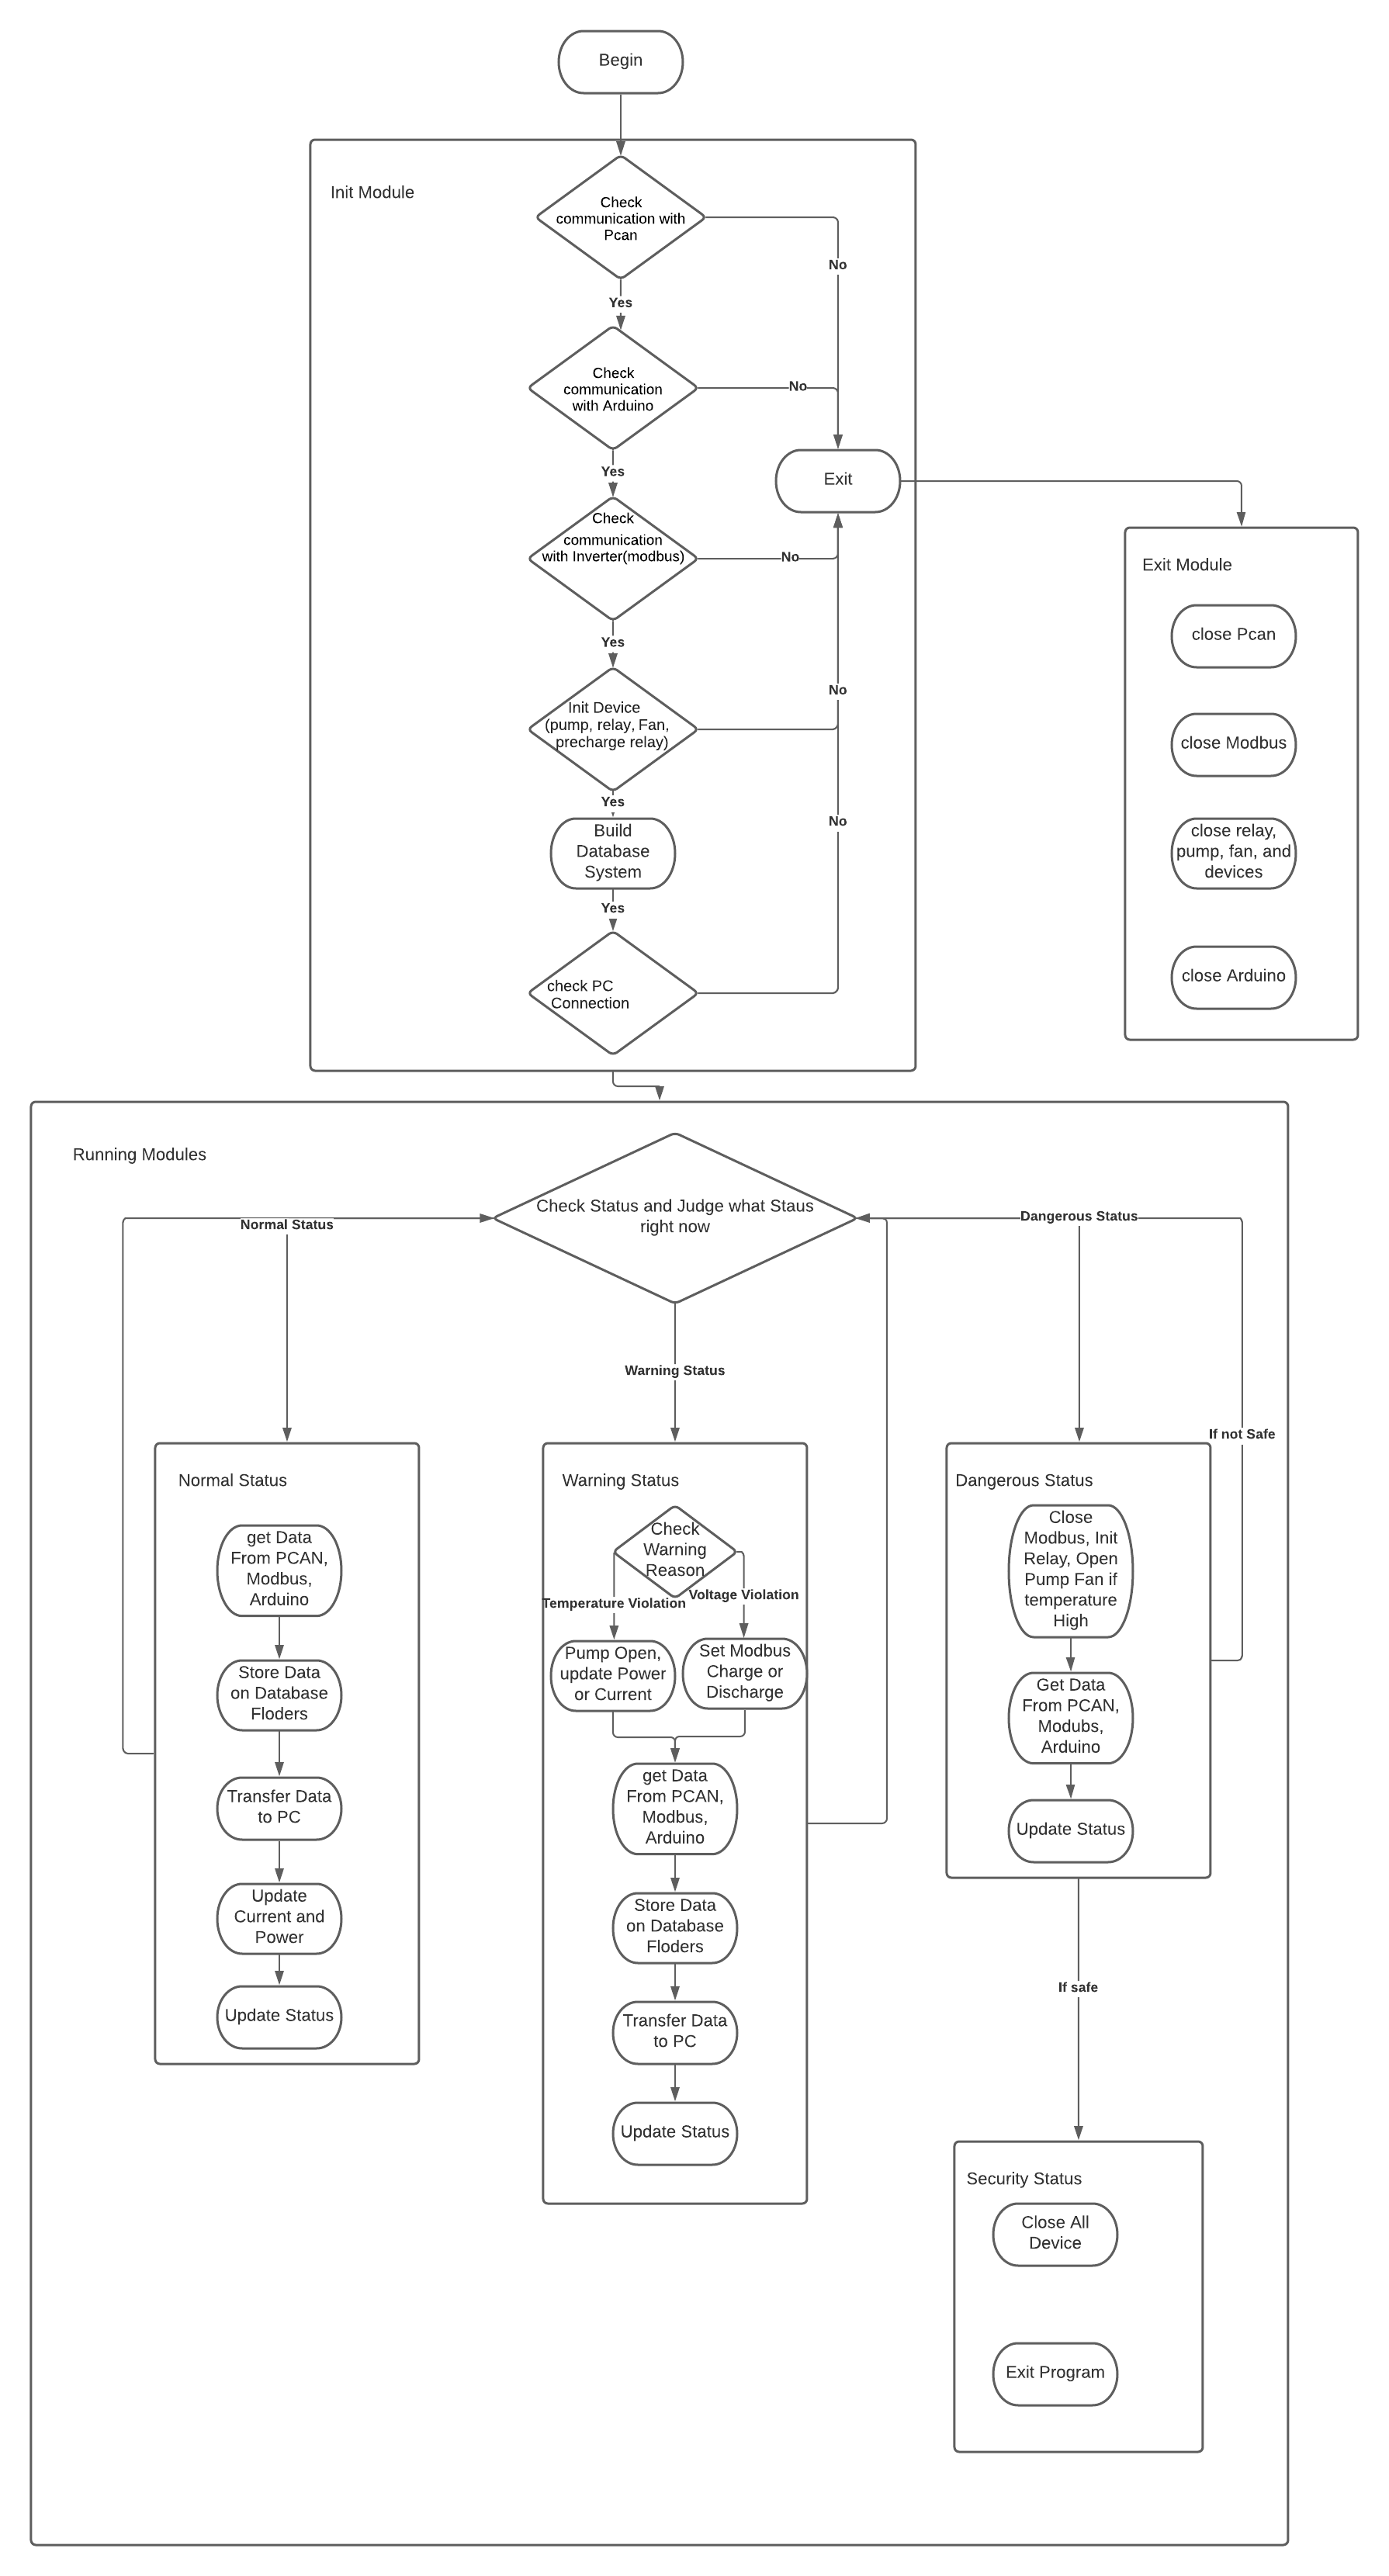 Begin
Init Module
Check
communication with
Pcan
No
Yes
Check
communication
with Arduino
No
Yes
Exit
Check
communication
with Inverter(modbus)
No
Yes
Exit Module
close Pcan
close Modbus
close relay,
pump, fan, and
devices
close Arduino
Init Device
(pump, relay, Fan,
precharge relay)
No
Yes
Build
Database
System
No
Yes
check PC
Connection
Running Modules
Check Status and Judge what Staus
right now
Normal Status
Dangerous Status
Warning Status
If not Safe
Normal Status
get Data
From PCAN,
Modbus,
Arduino
Store Data
on Database
Floders
Transfer Data
to PC
Update
Current and
Power
Update Status
Warning Status
Check
Warning
Reason
Temperature Violation
Voltage Violation
Pump Open,
update Power
or Current
Set Modbus
Charge or
Discharge
get Data
From PCAN,
Modbus,
Arduino
Store Data
on Database
Floders
Transfer Data
to PC
Update Status
Dangerous Status
Close
Modbus, Init
Relay, Open
Pump Fan if
temperature
High
Get Data
From PCAN,
Modubs,
Arduino
Update Status
If safe
Security Status
Close All
Device
Exit Program